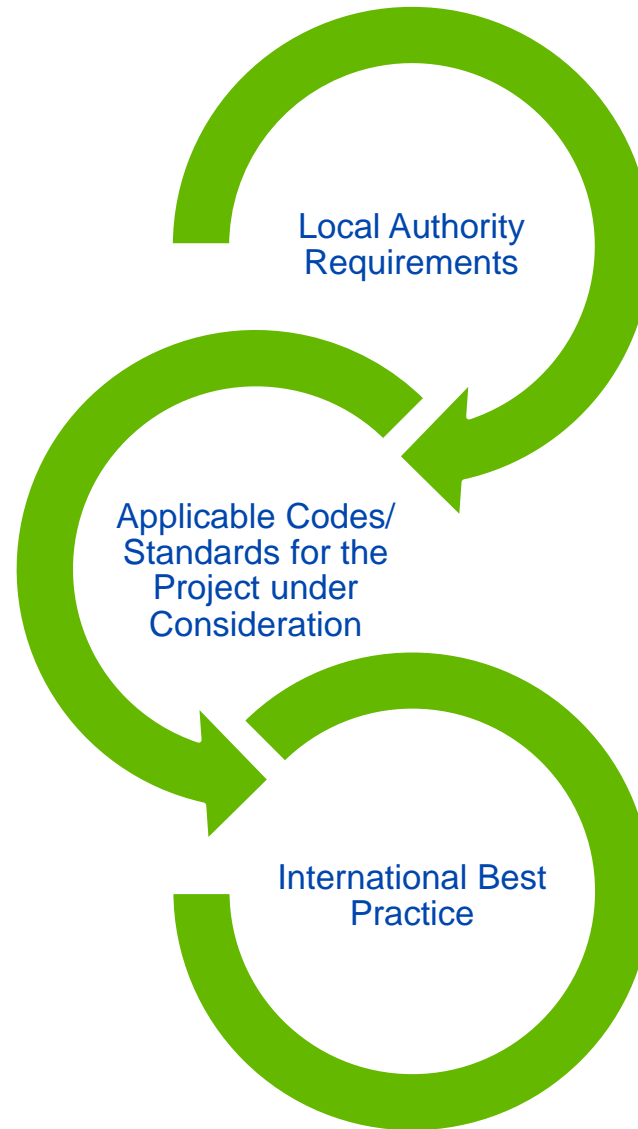 Local Authority
Requirements
Applicable Codes/
Standards for the
Project under
Consideration
International Best
Practice